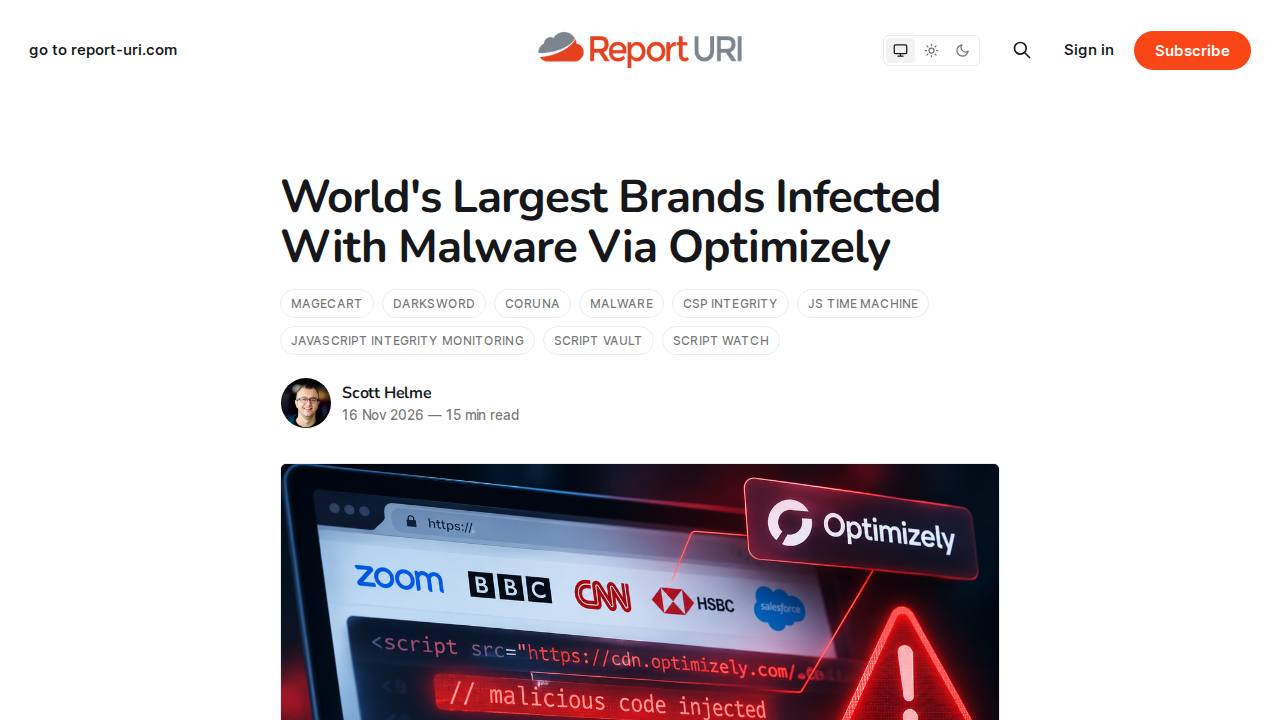 go to report-uri.com
Report URI
Sign in
Subscribe
World's Largest Brands Infected
With Malware Via Optimizely
MAGECART
DARKSWORD
CORUNA
MALWARE
CSP INTEGRITY
JS TIME MACHINE
JAVASCRIPT INTEGRITY MONITORING
SCRIPT VAULT
SCRIPT WATCH
Scott Helme
16 Nov 2026 — 15 min read
https://
Optimizely
zoom
BBC
CNN
HSBC
salesforce
<script src="https://cdn.optimizely.com/
// malicious code injected